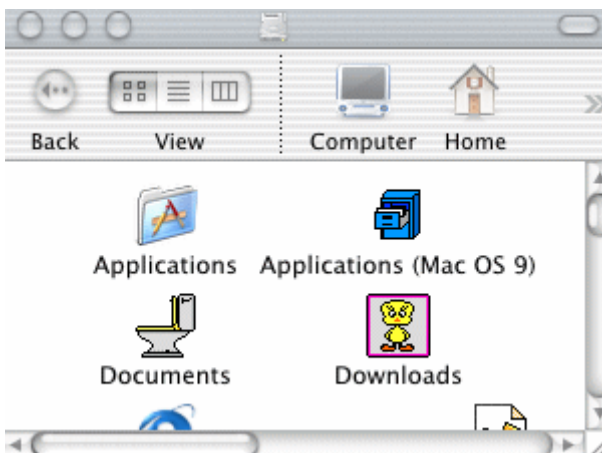 Back View Computer Home
Applications Applications (Mac OS 9)
Documents Downloads